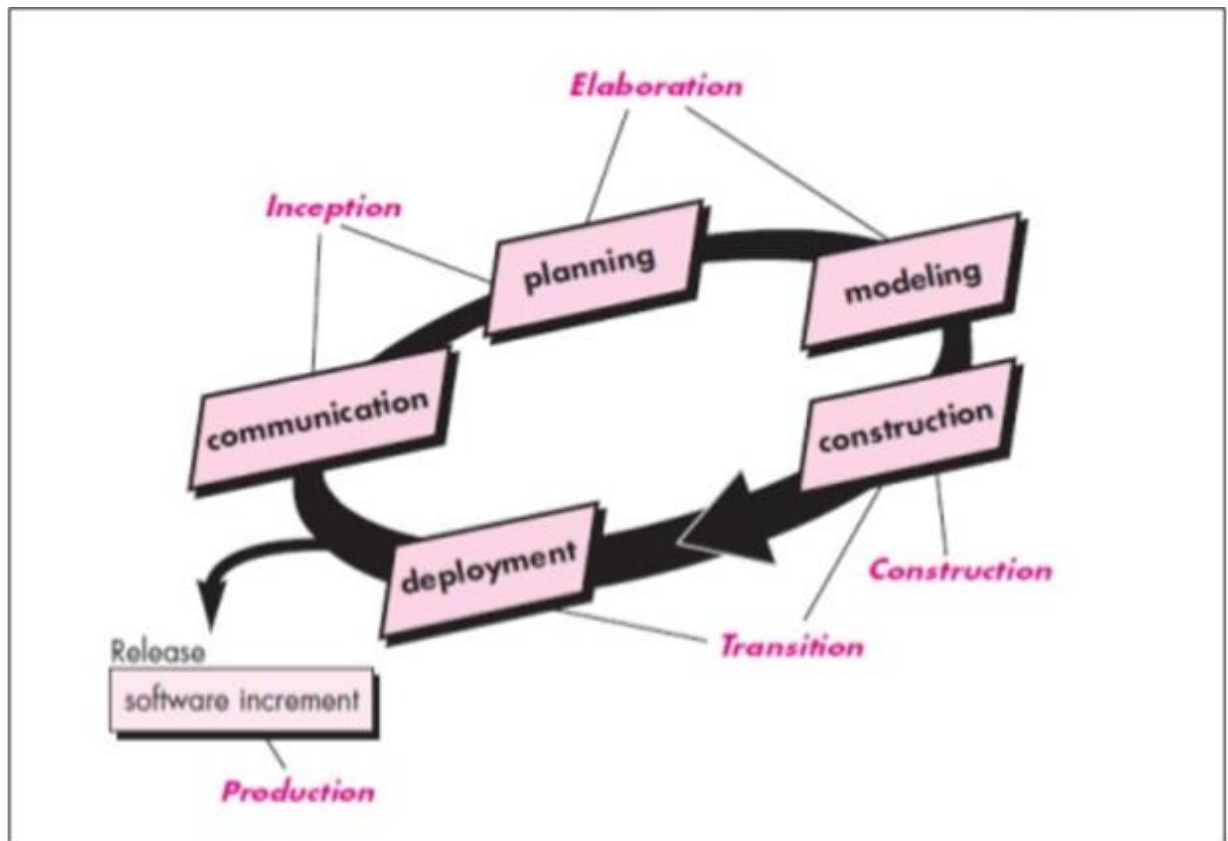 Elaboration
Inception
planning
modeling
communication
construction
deployment
Construction
Transition
Release
software increment
Production